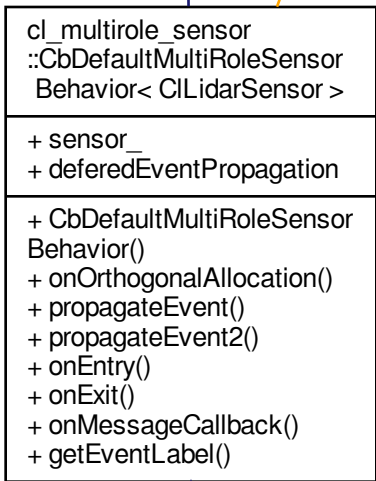 cl_multirole_sensor
::CbDefaultMultiRoleSensor
Behavior< ClLidarSensor >
+ sensor_
+ deferedEventPropagation
+ CbDefaultMultiRoleSensor
Behavior()
+ onOrthogonalAllocation()
+ propagateEvent()
+ propagateEvent2()
+ onEntry()
+ onExit()
+ onMessageCallback()
+ getEventLabel()